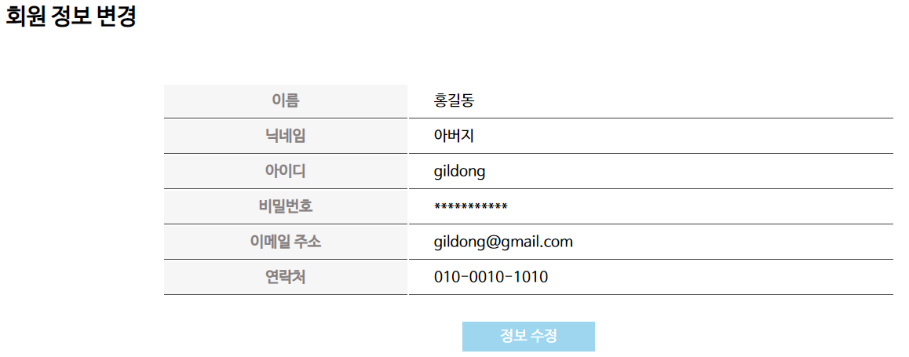 회원 정보 변경
이름 홍길동
닉네임 아버지
아이디 gildong
비밀번호 ***********
이메일 주소 gildong@gmail.com
연락처 010-0010-1010
정보 수정